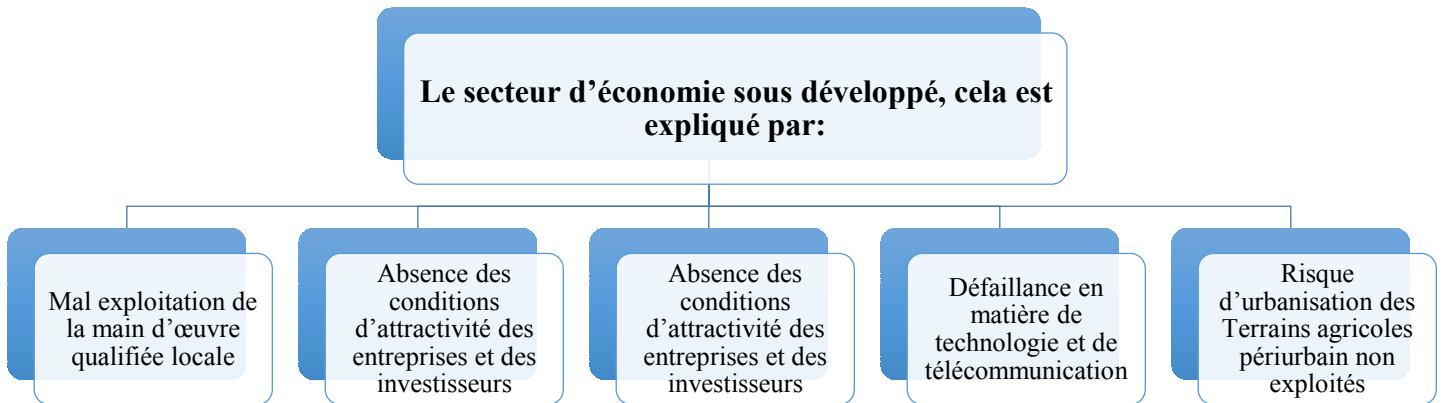 Le secteur d’économie sous développé, cela est
expliqué par:
Mal exploitation de
la main d’œuvre
qualifiée locale
Absence des
conditions
d’attractivité des
entreprises et des
investisseurs
Absence des
conditions
d’attractivité des
entreprises et des
investisseurs
Défaillance en
matière de
technologie et de
télécommunication
Risque
d’urbanisation des
Terrains agricoles
périurbain non
exploités